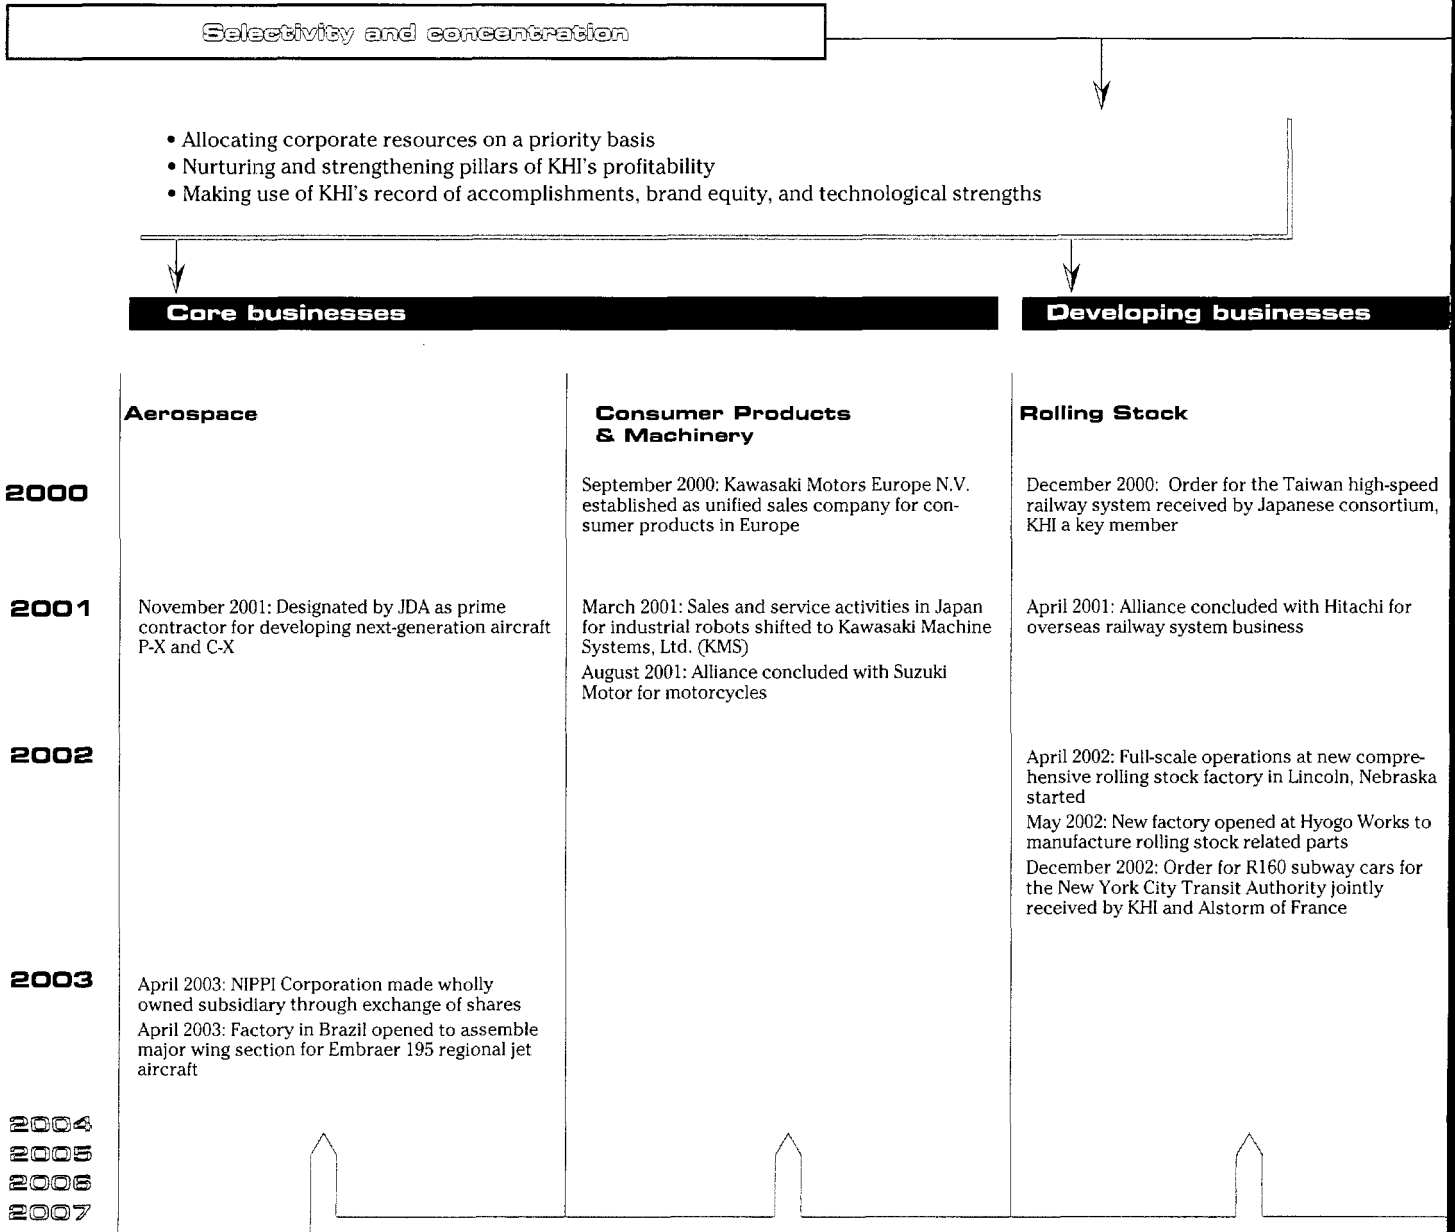 Selectivity and concentration
• Allocating corporate resources on a priority basis
• Nurturing and strengthening pillars of KHI's profitability
• Making use of KHI's record of accomplishments, brand equity, and technological strengths
Core businesses
Developing businesses
Aerospace
Consumer Products
& Machinery
Rolling Stock
2000
September 2000: Kawasaki Motors Europe N.V.
established as unified sales company for con-
sumer products in Europe
December 2000: Order for the Taiwan high-speed
railway system received by Japanese consortium,
KHI a key member
2001
November 2001: Designated by JDA as prime
contractor for developing next-generation aircraft
P-X and C-X
March 2001: Sales and service activities in Japan
for industrial robots shifted to Kawasaki Machine
Systems, Ltd. (KMS)
August 2001: Alliance concluded with Suzuki
Motor for motorcycles
April 2001: Alliance concluded with Hitachi for
overseas railway system business
2002
April 2002: Full-scale operations at new compre-
hensive rolling stock factory in Lincoln, Nebraska
started
May 2002: New factory opened at Hyogo Works to
manufacture rolling stock related parts
December 2002: Order for R160 subway cars for
the New York City Transit Authority jointly
received by KHI and Alstorm of France
2003
April 2003: NIPPI Corporation made wholly
owned subsidiary through exchange of shares
April 2003: Factory in Brazil opened to assemble
major wing section for Embraer 195 regional jet
aircraft
2004
2005
2006
2007